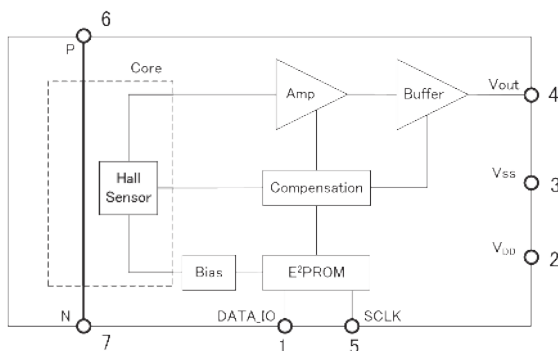 6
P
Core
Amp
Buffer
Vout
4
Hall
Sensor
Compensation
Vss
3
V_DD
2
Bias
E²PROM
N
DATA_IO
SCLK
7
1
5